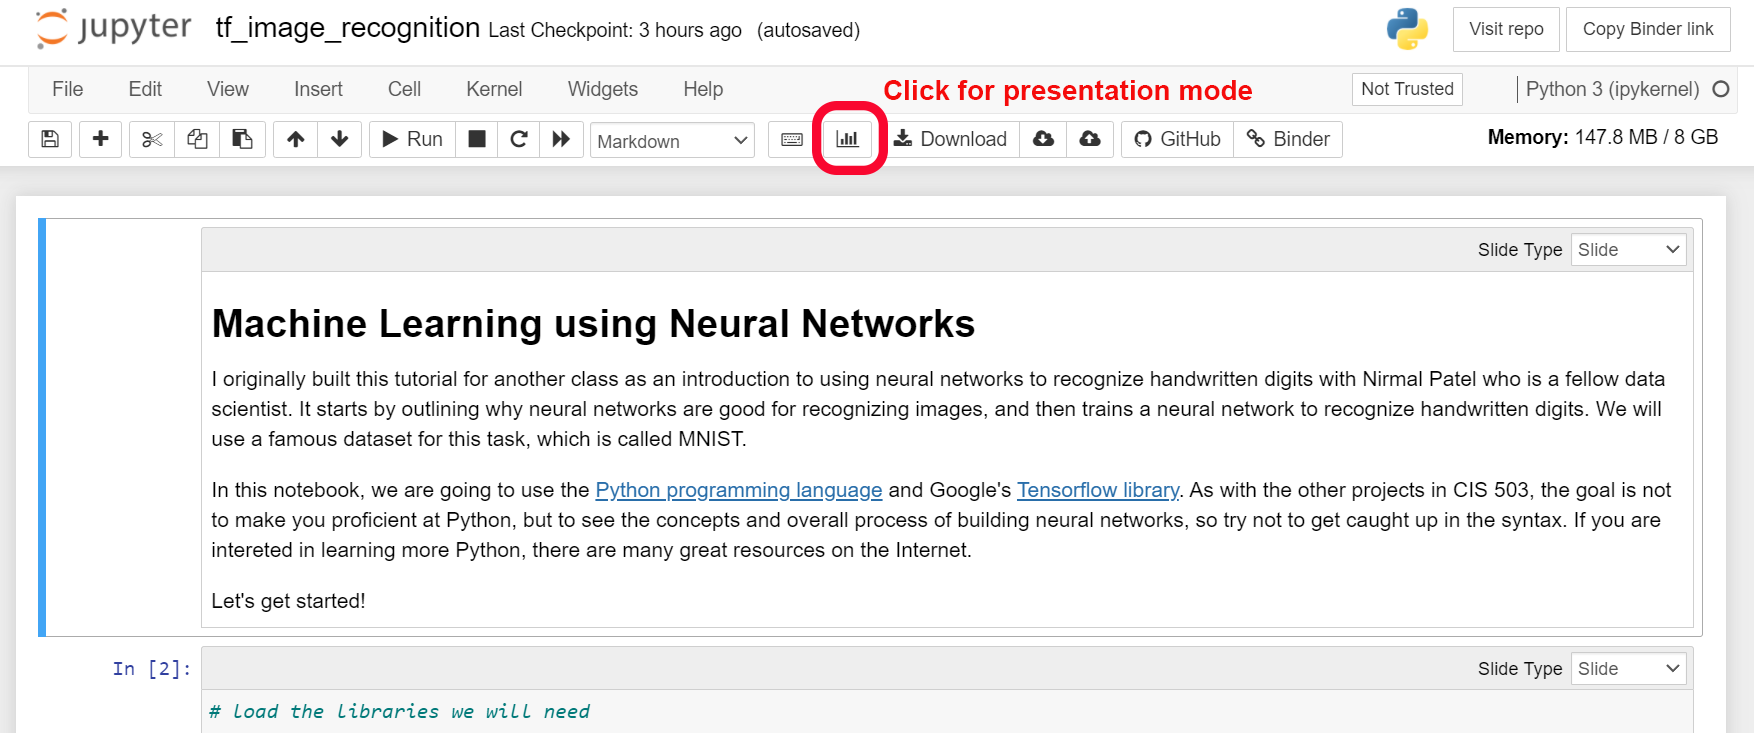 jupyter tf_image_recognition Last Checkpoint: 3 hours ago (autosaved) Visit repo Copy Binder link
File Edit View Insert Cell Kernel Widgets Help Click for presentation mode Not Trusted Python 3 (ipykernel)
Run Markdown Download GitHub Binder Memory: 147.8 MB / 8 GB
Slide Type Slide
Machine Learning using Neural Networks
I originally built this tutorial for another class as an introduction to using neural networks to recognize handwritten digits with Nirmal Patel who is a fellow data
scientist. It starts by outlining why neural networks are good for recognizing images, and then trains a neural network to recognize handwritten digits. We will
use a famous dataset for this task, which is called MNIST.
In this notebook, we are going to use the Python programming language and Google's Tensorflow library. As with the other projects in CIS 503, the goal is not
to make you proficient at Python, but to see the concepts and overall process of building neural networks, so try not to get caught up in the syntax. If you are
intereted in learning more Python, there are many great resources on the Internet.
Let's get started!
In [2]: Slide Type Slide
# load the libraries we will need